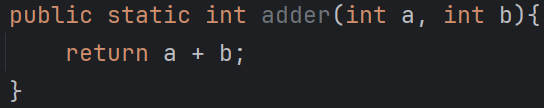 public static int adder(int a, int b){
    return a + b;
}